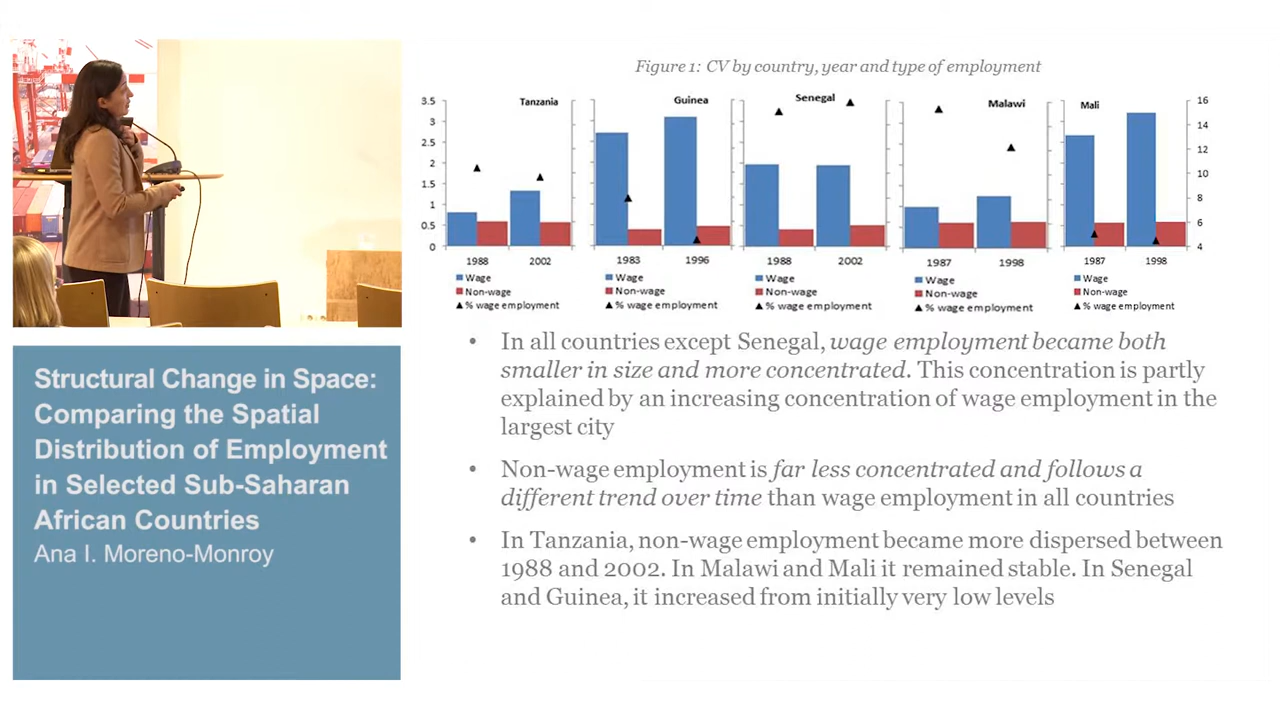 Figure 1: CV by country, year and type of employment
3.5
3
2.5
2
1.5
1
0.5
0
Tanzania
1988 2002
Wage
Non-wage
% wage employment
Guinea
1983 1996
Wage
Non-wage
% wage employment
Senegal
1988 2002
Wage
Non-wage
% wage employment
Malawi
1987 1998
Wage
Non-wage
% wage employment
Mali
1987 1998
Wage
Non-wage
% wage employment
16
14
12
10
8
6
4
• In all countries except Senegal, wage employment became both
smaller in size and more concentrated. This concentration is partly
explained by an increasing concentration of wage employment in the
largest city
• Non-wage employment is far less concentrated and follows a
different trend over time than wage employment in all countries
• In Tanzania, non-wage employment became more dispersed between
1988 and 2002. In Malawi and Mali it remained stable. In Senegal
and Guinea, it increased from initially very low levels
Structural Change in Space:
Comparing the Spatial
Distribution of Employment
in Selected Sub-Saharan
African Countries
Ana I. Moreno-Monroy